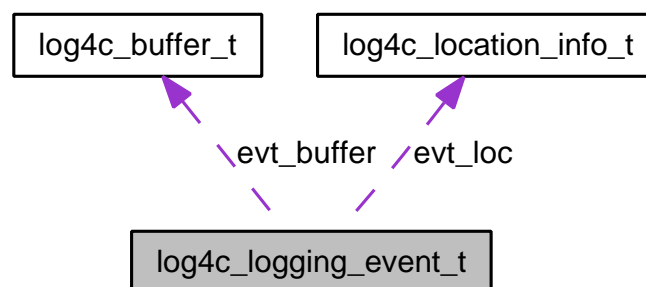 log4c_buffer_t
log4c_location_info_t
evt_buffer
evt_loc
log4c_logging_event_t